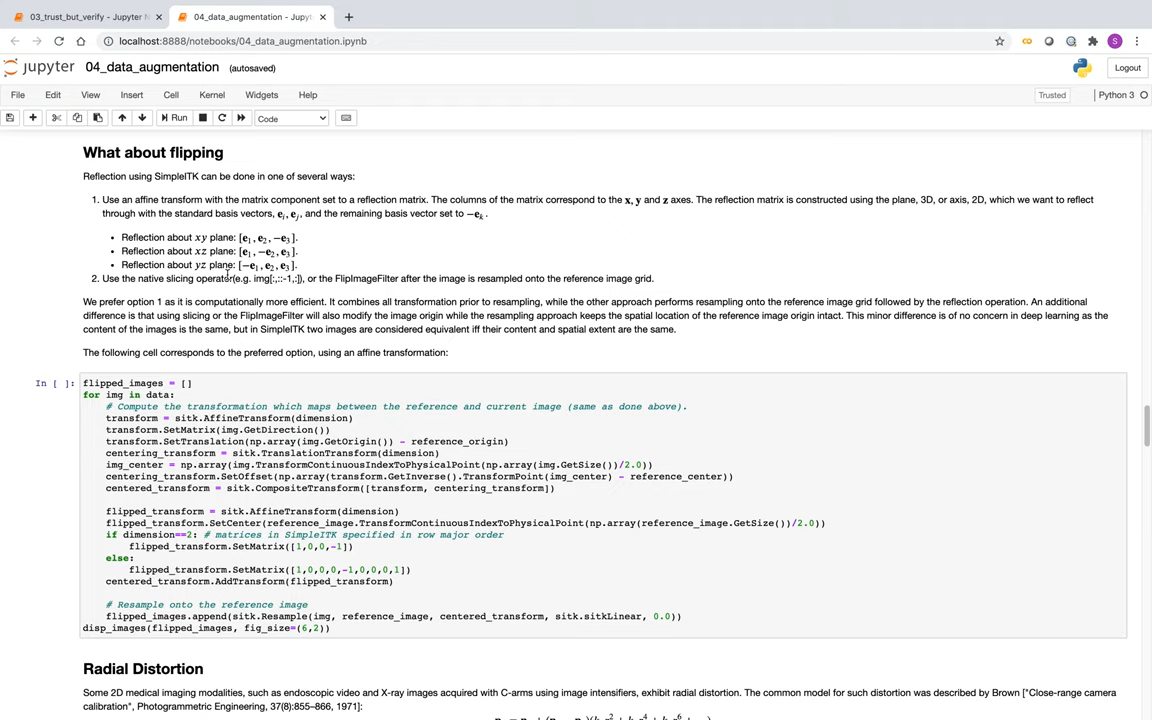 03_trust_but_verify - Jupyter N
04_data_augmentation - Jupyt
localhost:8888/notebooks/04_data_augmentation.ipynb
S
jupyter 04_data_augmentation (autosaved)
Logout
File Edit View Insert Cell Kernel Widgets Help
Trusted Python 3
Run Code
What about flipping
Reflection using SimpleITK can be done in one of several ways:
1. Use an affine transform with the matrix component set to a reflection matrix. The columns of the matrix correspond to the x, y and z axes. The reflection matrix is constructed using the plane, 3D, or axis, 2D, which we want to reflect
through with the standard basis vectors, eᵢ, eⱼ, and the remaining basis vector set to −eₖ.
• Reflection about xy plane: [e₁, e₂, −e₃].
• Reflection about xz plane: [e₁, −e₂, e₃].
• Reflection about yz plane: [−e₁, e₂, e₃].
2. Use the native slicing operator(e.g. img[:,::-1,:]), or the FlipImageFilter after the image is resampled onto the reference image grid.
We prefer option 1 as it is computationally more efficient. It combines all transformation prior to resampling, while the other approach performs resampling onto the reference image grid followed by the reflection operation. An additional
difference is that using slicing or the FlipImageFilter will also modify the image origin while the resampling approach keeps the spatial location of the reference image origin intact. This minor difference is of no concern in deep learning as the
content of the images is the same, but in SimpleITK two images are considered equivalent iff their content and spatial extent are the same.
The following cell corresponds to the preferred option, using an affine transformation:
In [ ]: flipped_images = []
for img in data:
# Compute the transformation which maps between the reference and current image (same as done above).
transform = sitk.AffineTransform(dimension)
transform.SetMatrix(img.GetDirection())
transform.SetTranslation(np.array(img.GetOrigin()) - reference_origin)
centering_transform = sitk.TranslationTransform(dimension)
img_center = np.array(img.TransformContinuousIndexToPhysicalPoint(np.array(img.GetSize())/2.0))
centering_transform.SetOffset(np.array(transform.GetInverse().TransformPoint(img_center) - reference_center))
centered_transform = sitk.CompositeTransform([transform, centering_transform])
flipped_transform = sitk.AffineTransform(dimension)
flipped_transform.SetCenter(reference_image.TransformContinuousIndexToPhysicalPoint(np.array(reference_image.GetSize())/2.0))
if dimension==2: # matrices in SimpleITK specified in row major order
flipped_transform.SetMatrix([1,0,0,-1])
else:
flipped_transform.SetMatrix([1,0,0,0,-1,0,0,0,1])
centered_transform.AddTransform(flipped_transform)
# Resample onto the reference image
flipped_images.append(sitk.Resample(img, reference_image, centered_transform, sitk.sitkLinear, 0.0))
disp_images(flipped_images, fig_size=(6,2))
Radial Distortion
Some 2D medical imaging modalities, such as endoscopic video and X-ray images acquired with C-arms using image intensifiers, exhibit radial distortion. The common model for such distortion was described by Brown ["Close-range camera
calibration", Photogrammetric Engineering, 37(8):855–866, 1971]: